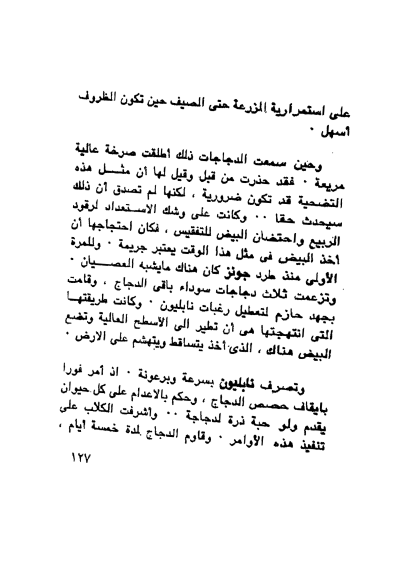 على استمرارية المزرعة حتى الصيف حين تكون الظروف
أسهل ٠
وحين سمعت الدجاجات ذلك أطلقت صرخة عالية
مريعة ٠ فقد حذرت من قبل وقيل لها أن مثل هذه
التضحية قد تكون ضرورية ، لكنها لم تصدق أن ذلك
سيحدث حقا ٠٠ وكانت على وشك الاستعداد لرقود
الربيع واحتضان البيض للتفقيس ، فكان احتجاجها أن
أخذ البيض فى مثل هذا الوقت يعتبر جريمة ٠ وللمرة
الأولى منذ طرد جونز كان هناك مايشبه العصيان ٠
وتزعمت ثلاث دجاجات سوداء باقى الدجاج ، وقامت
بجهد حازم لتعطيل رغبات نابليون ٠ وكانت طريقتها
التى انتهجتها هى أن تطير الى الأسطح العالية وتضع
البيض هناك ، الذى أخذ يتساقط ويتهشم على الارض ٠
وتصرف نابليون بسرعة وبرعونة ٠ اذ أمر فورا
بايقاف حصص الدجاج ، وحكم بالاعدام على كل حيوان
يقدم ولو حبة ذرة لدجاجة ٠٠ وأشرفت الكلاب على
تنفيذ هذه الأوامر ٠ وقاوم الدجاج لمدة خمسة أيام ،
١٢٧